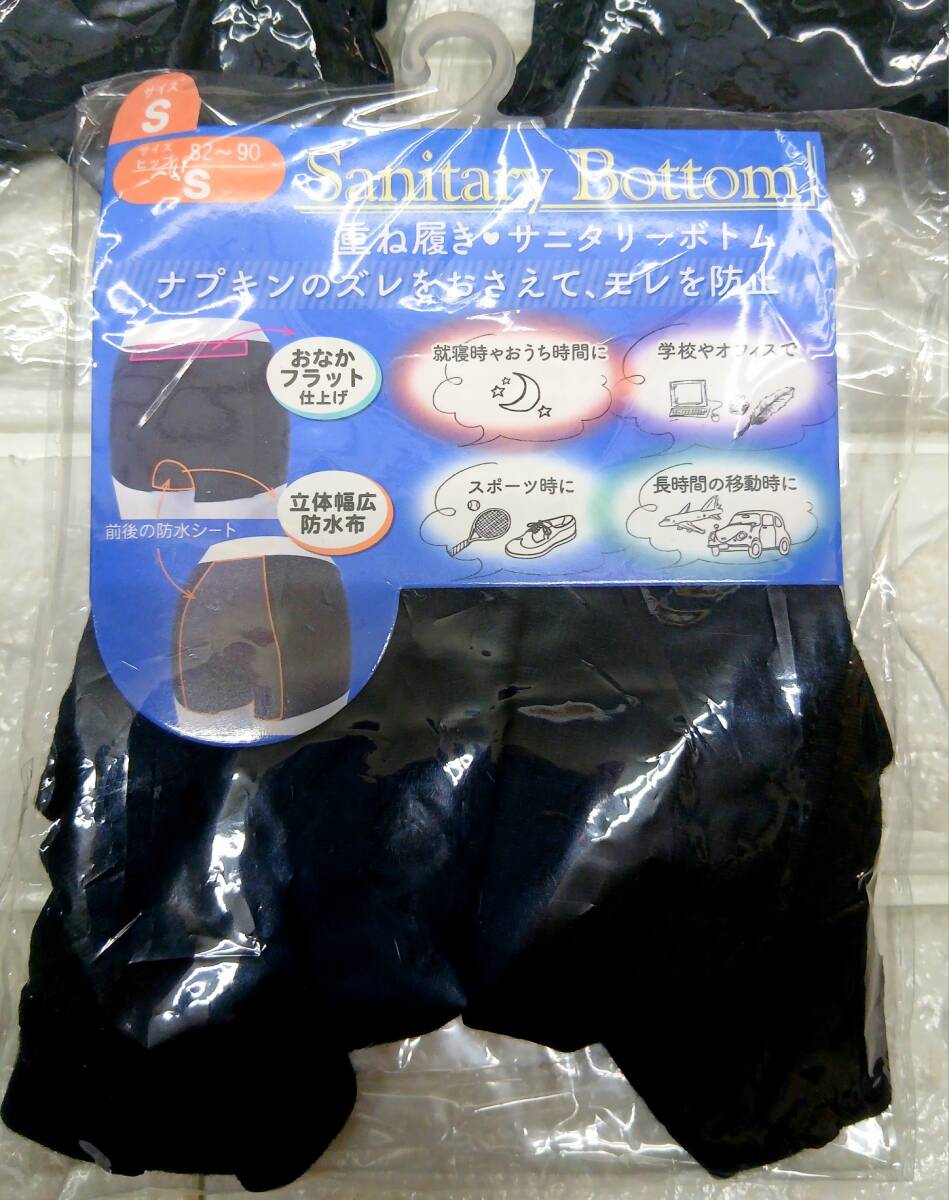 サイズ
S
サイズ
ヒップ 82〜90
S
Sanitary Bottom
重ね履き・サニタリーボトム
ナプキンのズレをおさえて、モレを防止
おなか
フラット
仕上げ
就寝時やおうち時間に
学校やオフィスで
立体幅広
防水布
前後の防水シート
スポーツ時に
長時間の移動時に